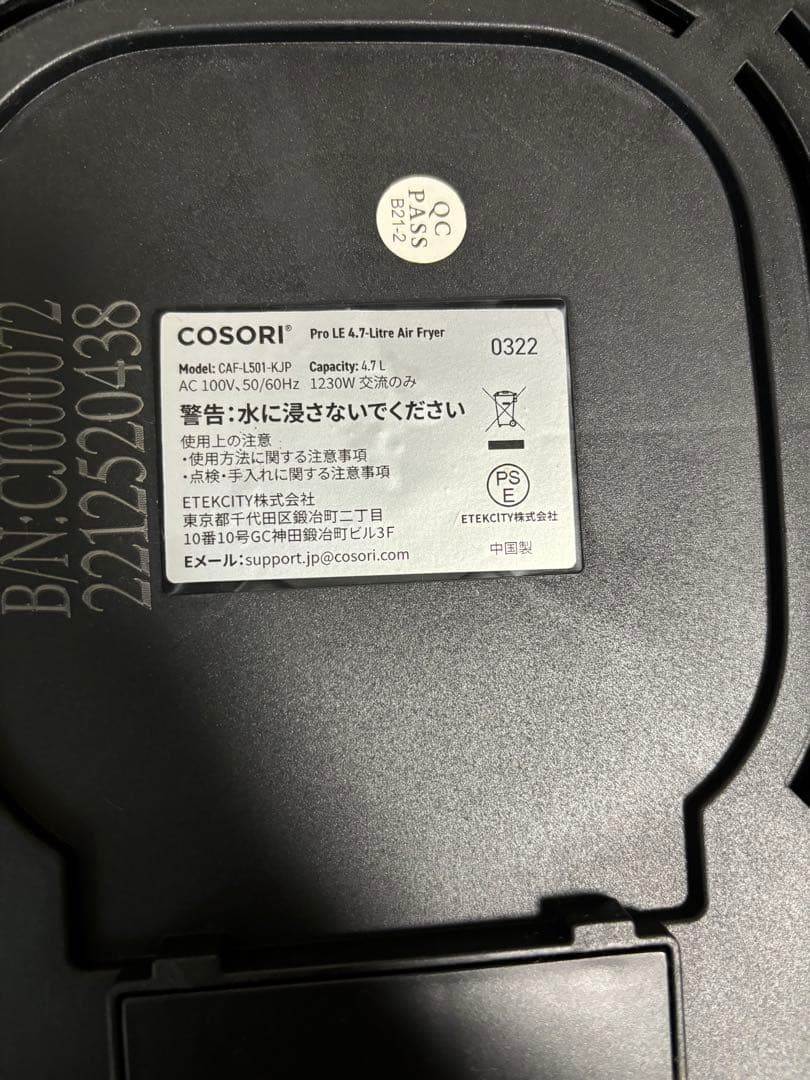 QC
PASS
B21-2
COSORI® Pro LE 4.7-Litre Air Fryer
0322
Model: CAF-L501-KJP Capacity: 4.7 L
AC 100V、50/60Hz 1230W 交流のみ
警告：水に浸さないでください
使用上の注意
・使用方法に関する注意事項
・点検・手入れに関する注意事項
ETEKCITY株式会社
東京都千代田区鍛冶町二丁目
10番10号GC神田鍛冶町ビル3F
Eメール：support.jp@cosori.com
PS
E
ETEKCITY株式会社
中国製
B/N:CJ000072
2212520438